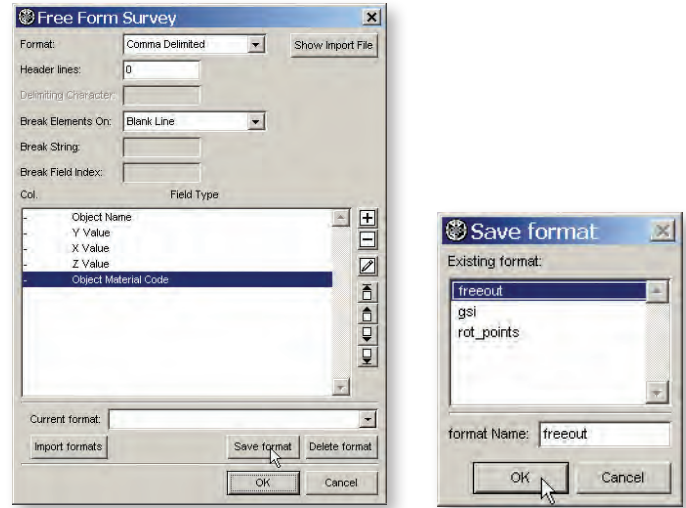 Free Form Survey
Format: Comma Delimited Show Import File
Header lines: 0
Delimiting Character:
Break Elements On: Blank Line
Break String:
Break Field Index:
Col. Field Type
- Object Name
- Y Value
- X Value
- Z Value
- Object Material Code
Current format:
Import formats Save format Delete format
OK Cancel
Save format
Existing format:
freeout
gsi
rot_points
format Name: freeout
OK Cancel